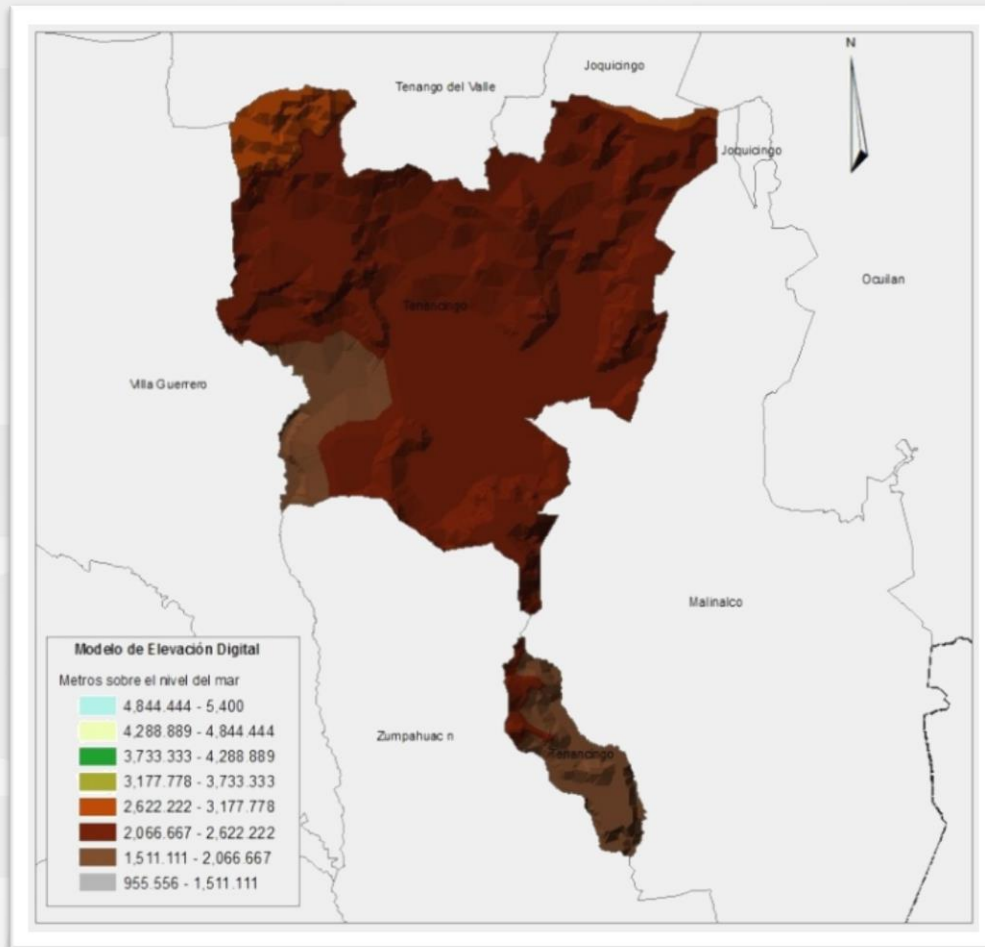 N
Joquicingo
Tenango del Valle
Joquicingo
Ocuilan
Tenancingo
Villa Guerrero
Malinalco
Zumpahuac n
Tenancingo
Modelo de Elevación Digital
Metros sobre el nivel del mar
4,844.444 - 5,400
4,288.889 - 4,844.444
3,733.333 - 4,288.889
3,177.778 - 3,733.333
2,622.222 - 3,177.778
2,066.667 - 2,622.222
1,511.111 - 2,066.667
955.556 - 1,511.111